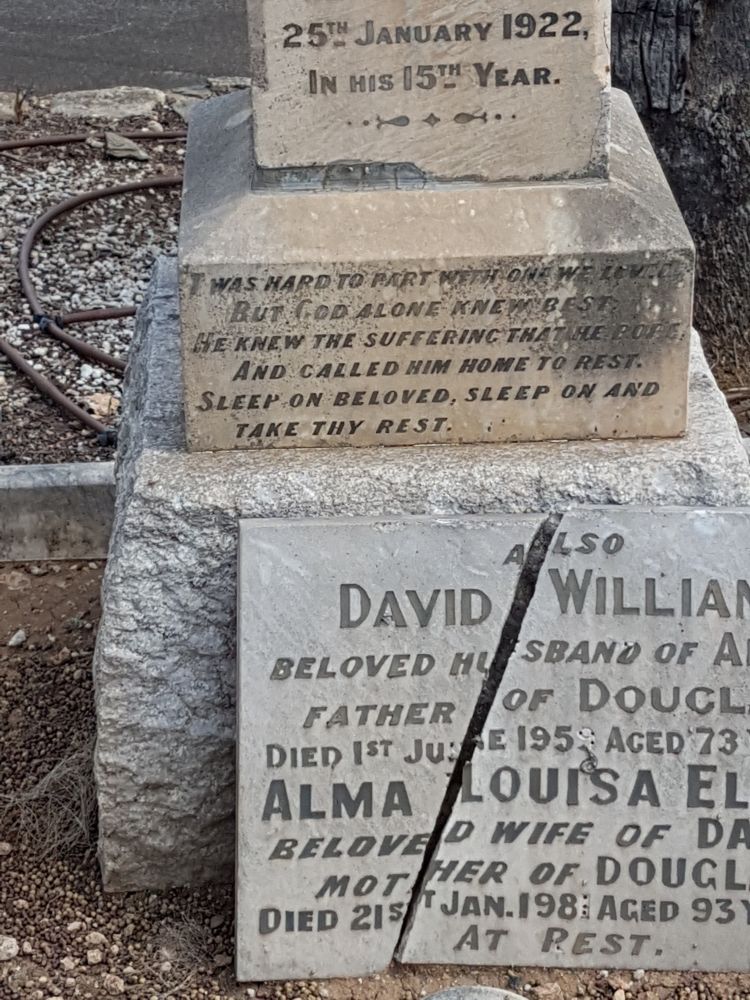 25TH JANUARY 1922,
IN HIS 15TH YEAR.
T WAS HARD TO PART WITH ONE WE LOVED
BUT GOD ALONE KNEW BEST,
HE KNEW THE SUFFERING THAT HE BORE,
AND CALLED HIM HOME TO REST.
SLEEP ON BELOVED, SLEEP ON AND
TAKE THY REST.
ALSO
DAVID WILLIAM
BELOVED HUSBAND OF AL
FATHER OF DOUGL
DIED 1ST JUNE 195 AGED 73 Y
ALMA LOUISA EL
BELOVED WIFE OF DA
MOTHER OF DOUGL
DIED 21ST JAN. 198 AGED 93 Y
AT REST.